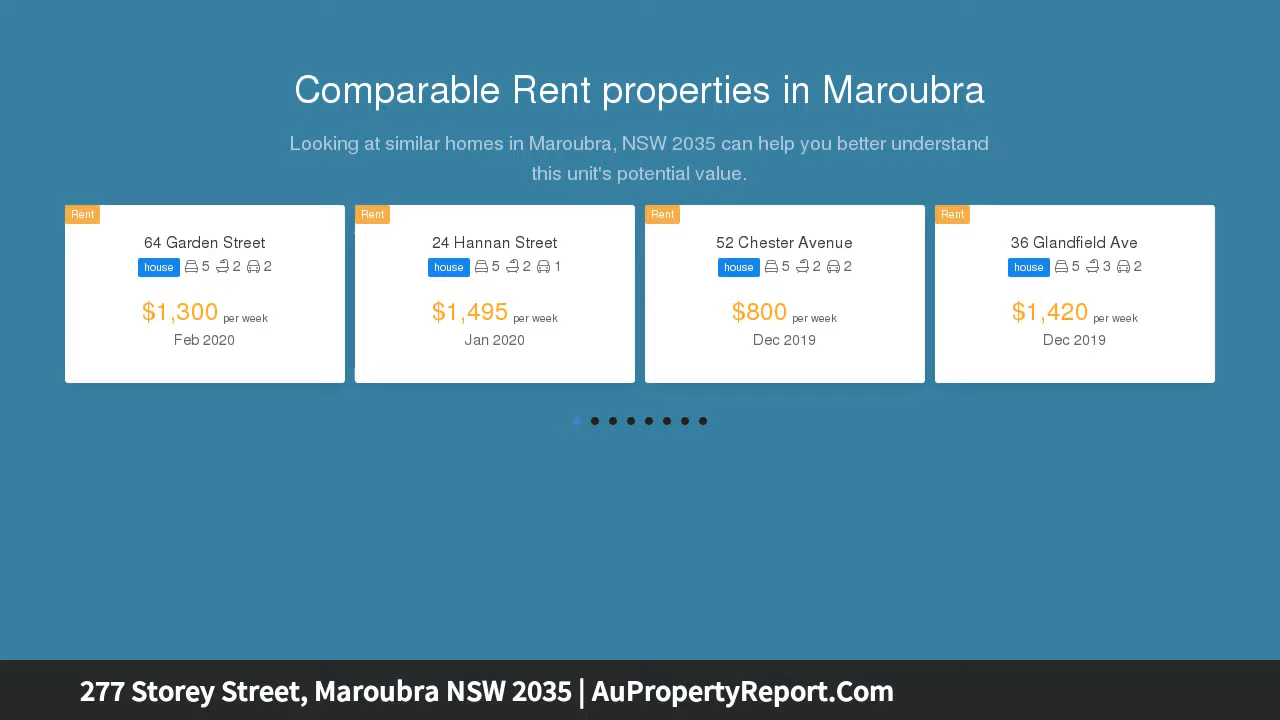 Comparable Rent properties in Maroubra
Looking at similar homes in Maroubra, NSW 2035 can help you better understand
this unit's potential value.
Rent
64 Garden Street
house 5 2 2
$1,300 per week
Feb 2020
Rent
24 Hannan Street
house 5 2 1
$1,495 per week
Jan 2020
Rent
52 Chester Avenue
house 5 2 2
$800 per week
Dec 2019
Rent
36 Glandfield Ave
house 5 3 2
$1,420 per week
Dec 2019
277 Storey Street, Maroubra NSW 2035 | AuPropertyReport.Com